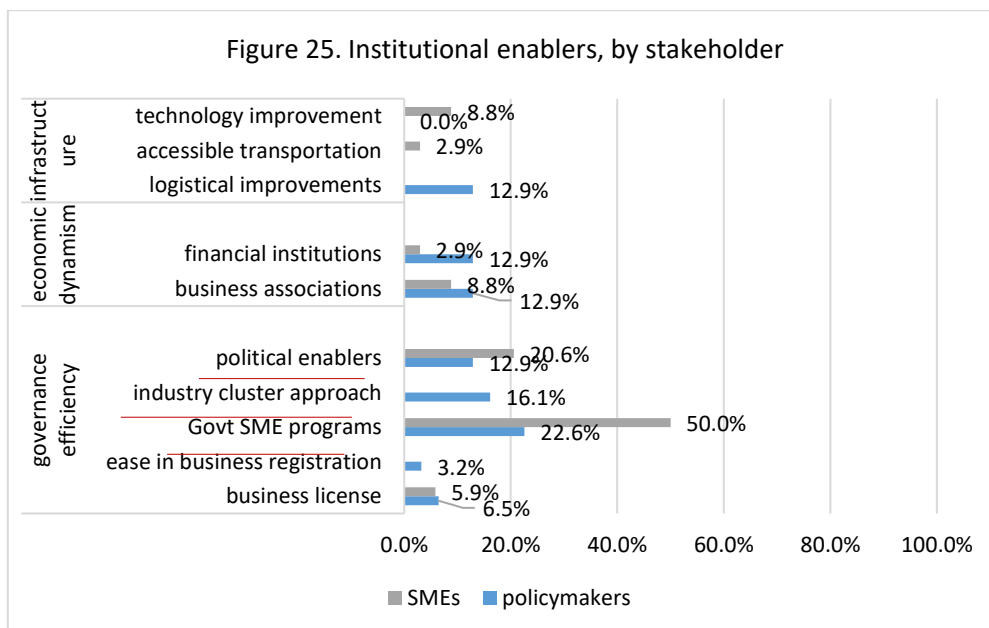 Figure 25. Institutional enablers, by stakeholder
economic infrastruct
dynamism ure
technology improvement
8.8%
0.0%
accessible transportation
2.9%
logistical improvements
12.9%
financial institutions
2.9%
12.9%
business associations
8.8%
12.9%
governance
efficiency
political enablers
20.6%
12.9%
industry cluster approach
16.1%
Govt SME programs
50.0%
22.6%
ease in business registration
3.2%
business license
5.9%
6.5%
0.0% 20.0% 40.0% 60.0% 80.0% 100.0%
SMEs policymakers